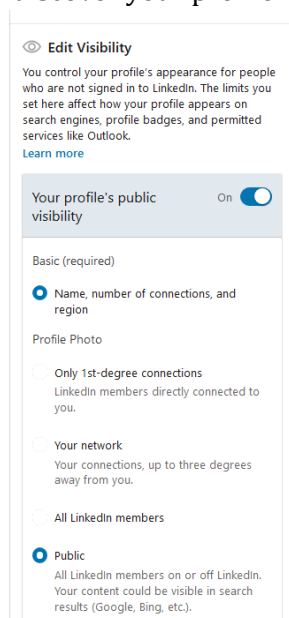 Edit Visibility
You control your profile's appearance for people
who are not signed in to LinkedIn. The limits you
set here affect how your profile appears on
search engines, profile badges, and permitted
services like Outlook.
Learn more
Your profile's public
visibility
On
Basic (required)
Name, number of connections, and
region
Profile Photo
Only 1st-degree connections
LinkedIn members directly connected to
you.
Your network
Your connections, up to three degrees
away from you.
All LinkedIn members
Public
All LinkedIn members on or off LinkedIn.
Your content could be visible in search
results (Google, Bing, etc.).